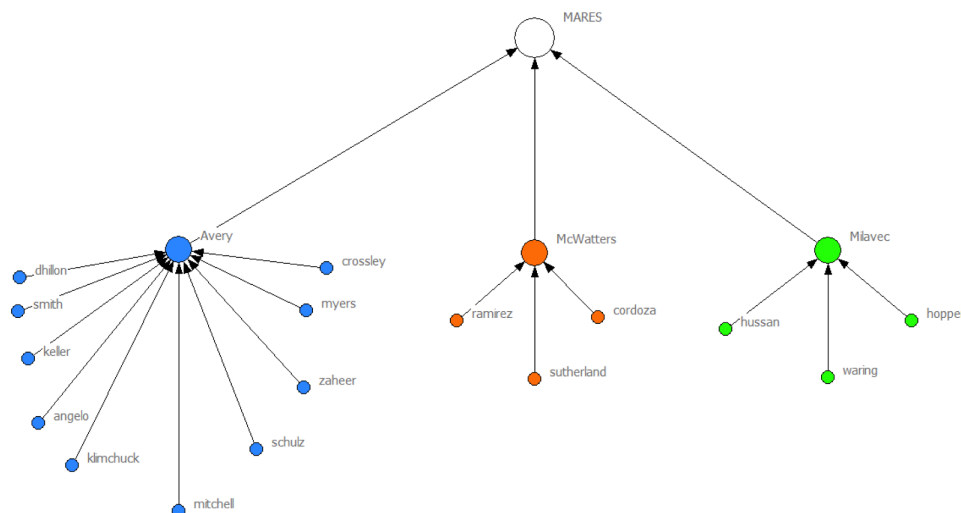 MARES
Avery
McWatters
Milavec
dhillon
crossley
smith
myers
ramirez
cordoza
hussan
hoppe
keller
sutherland
waring
zaheer
angelo
schulz
klimchuck
mitchell